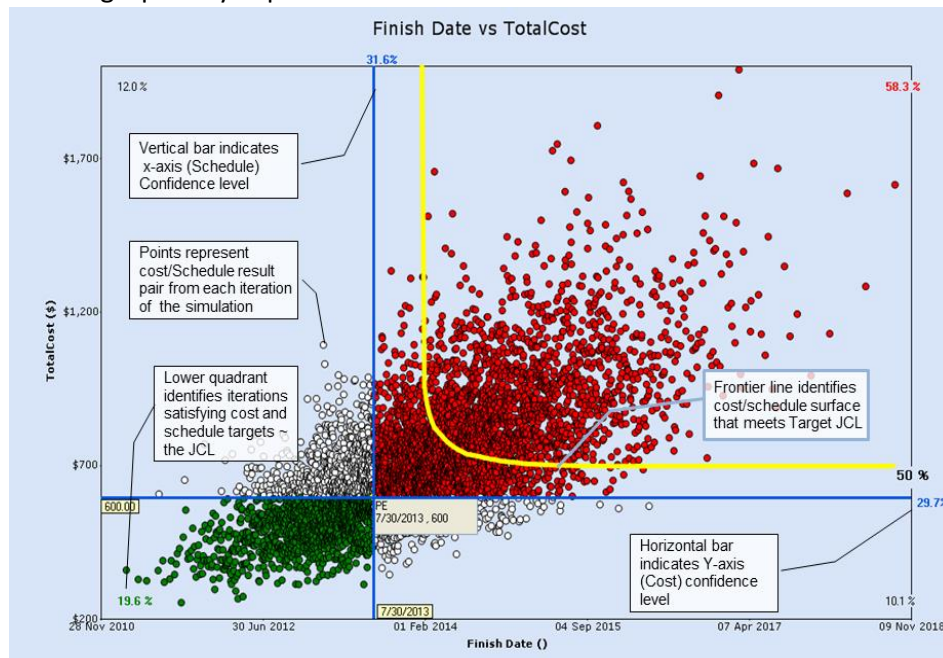 Finish Date vs TotalCost
31.6%
12.0 %
58.3 %
Vertical bar indicates
x-axis (Schedule)
Confidence level
$1,700
Points represent
cost/Schedule result
pair from each iteration
of the simulation
$1,200
TotalCost ($)
Lower quadrant
identifies iterations
satisfying cost and
schedule targets ~
the JCL
Frontier line identifies
cost/schedule surface
that meets Target JCL
$700
50 %
600.00
PE
7/30/2013 , 600
29.7%
Horizontal bar
indicates Y-axis
(Cost) confidence
level
19.6 %
10.1 %
7/30/2013
$200
28 Nov 2010
30 Jun 2012
01 Feb 2014
04 Sep 2015
07 Apr 2017
09 Nov 2018
Finish Date ()